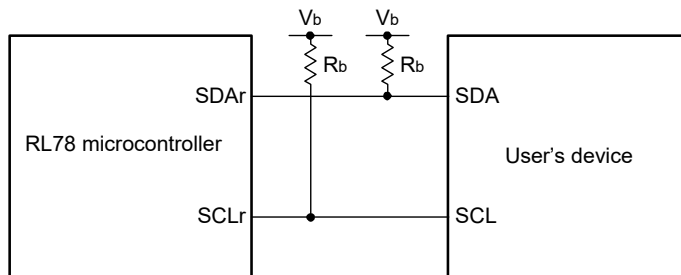 Vb Vb
Rb Rb
SDAr SDA
RL78 microcontroller User's device
SCLr SCL